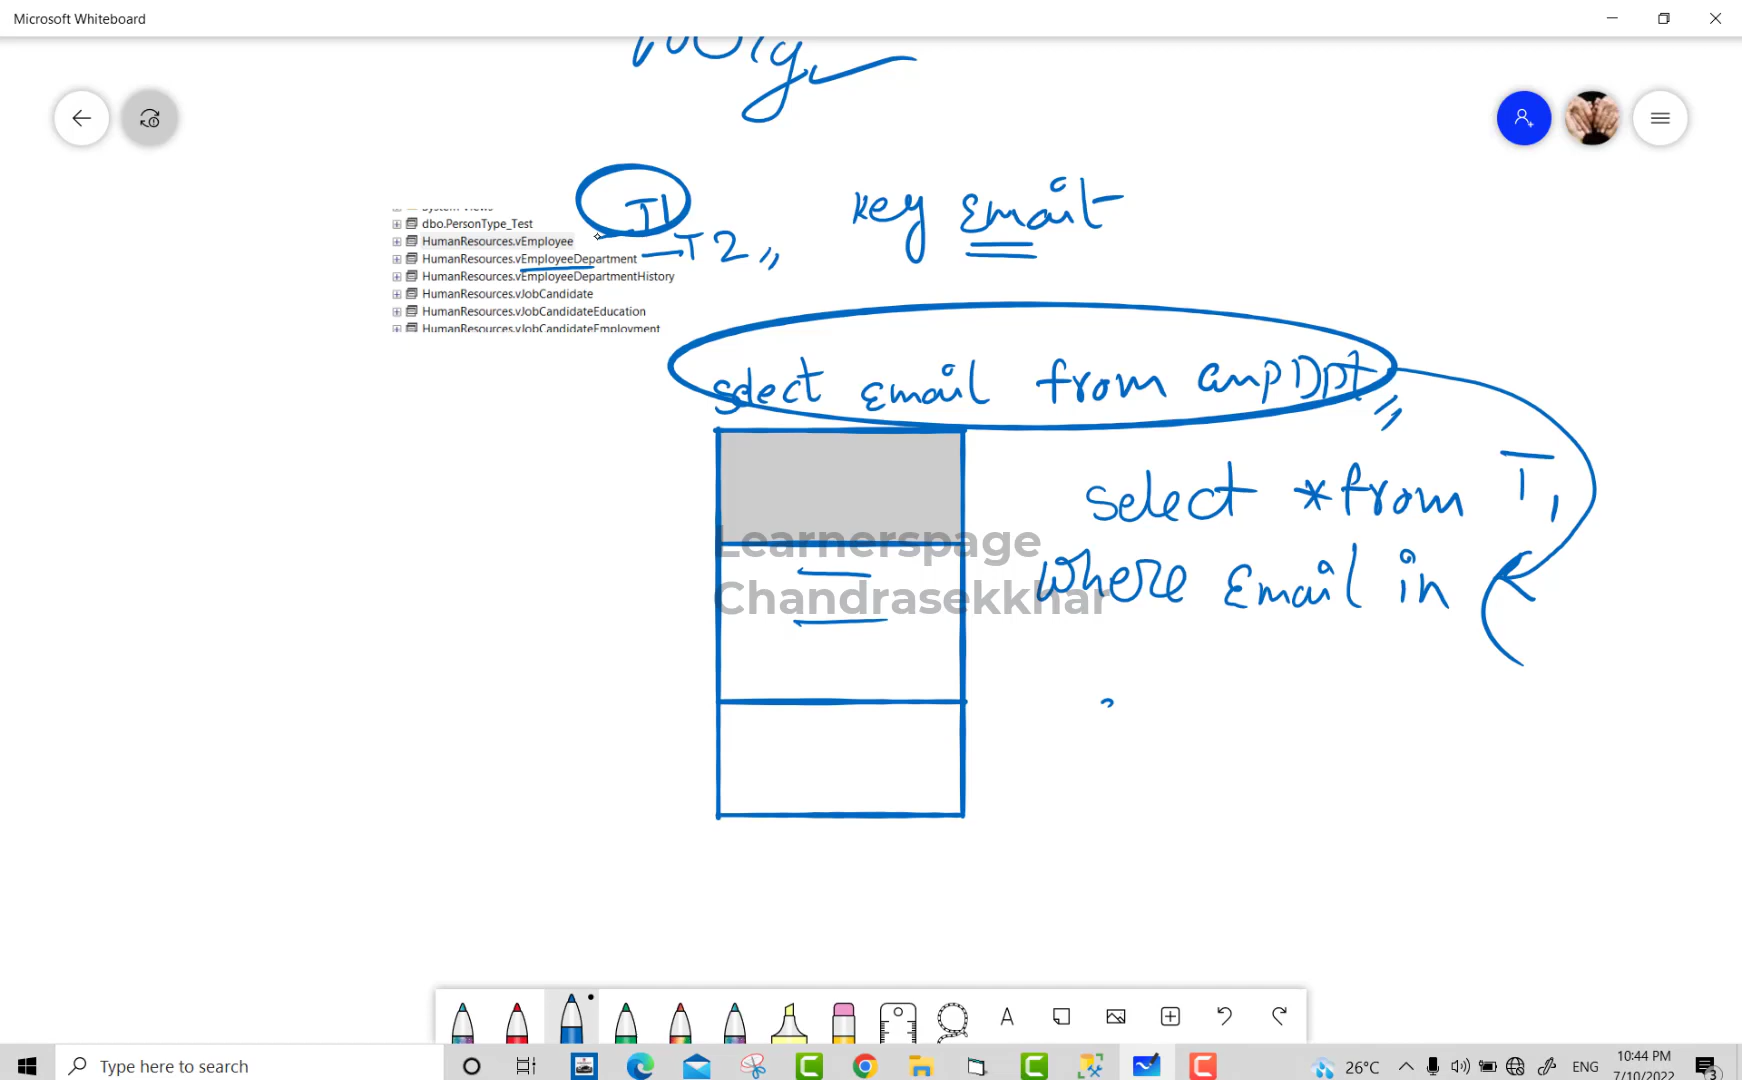 Microsoft Whiteboard
T1
T2
Key Email
dbo.PersonType_Test
HumanResources.vEmployee
HumanResources.vEmployeeDepartment
HumanResources.vEmployeeDepartmentHistory
HumanResources.vJobCandidate
HumanResources.vJobCandidateEducation
HumanResources.vJobCandidateEmployment
select email from empDpt
select * from T1
where Email in (
Learnerspage
Chandrasekkhar
A
Type here to search
26°C
ENG
10:44 PM
7/10/2022
3